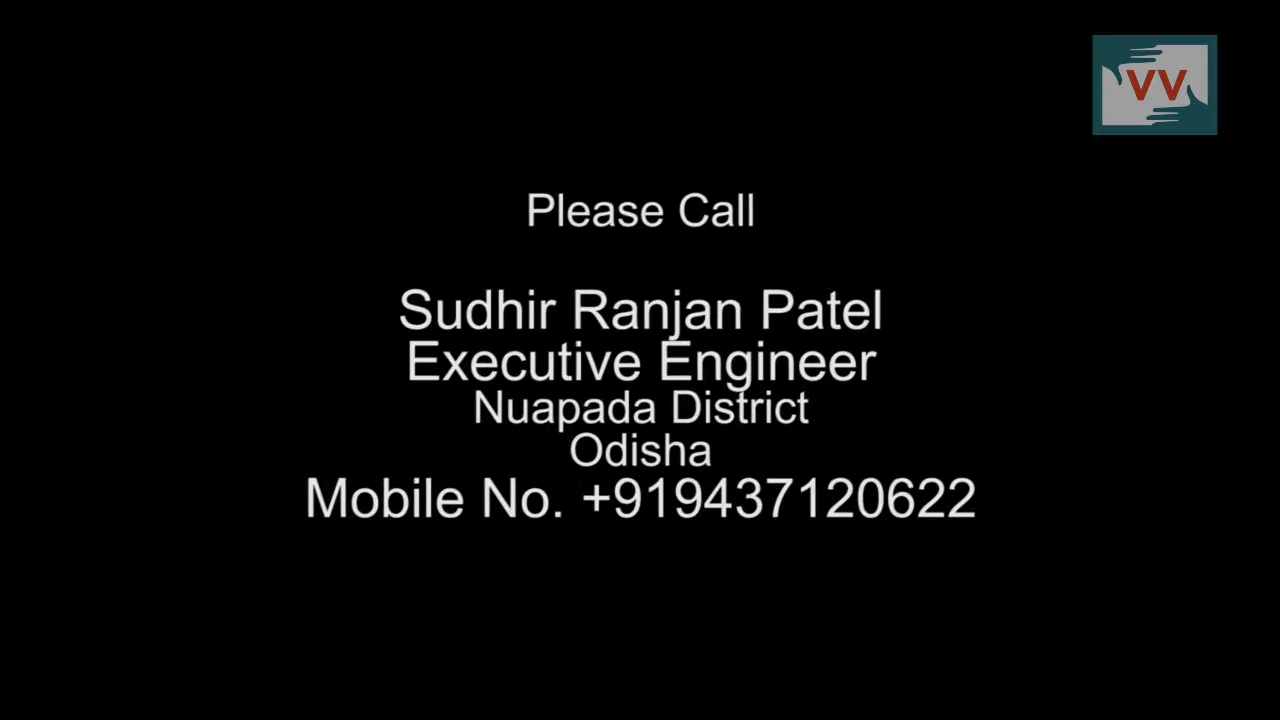 VV
Please Call
Sudhir Ranjan Patel
Executive Engineer
Nuapada District
Odisha
Mobile No. +919437120622